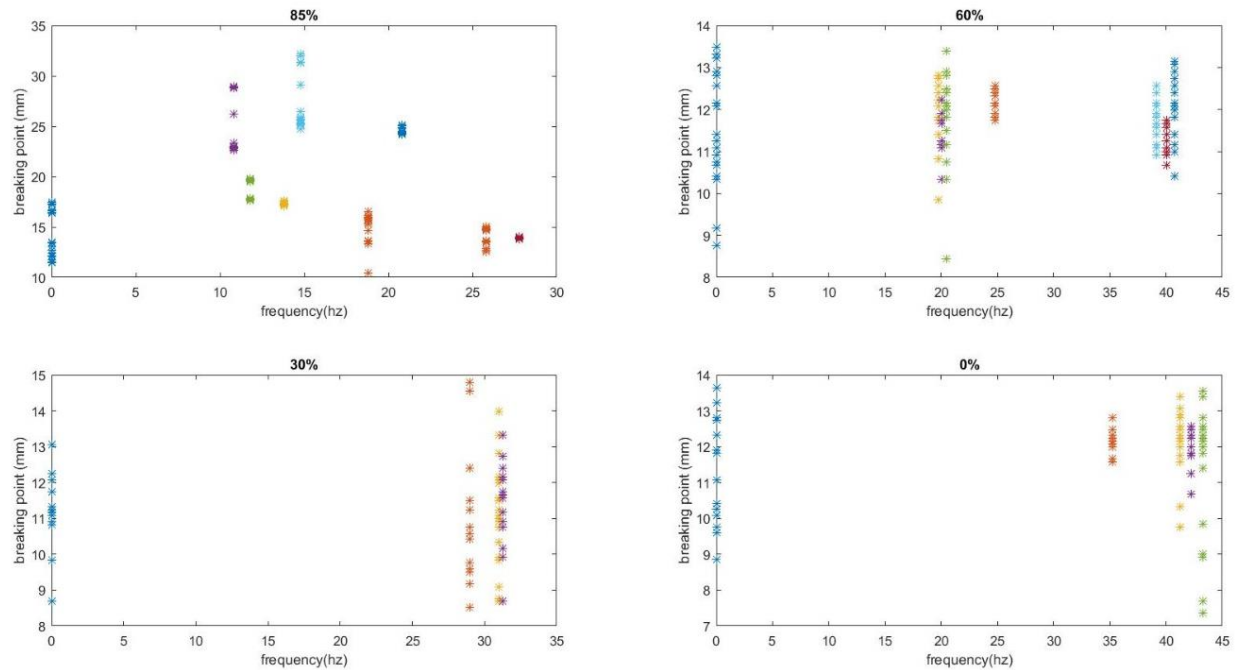 85%
35
30
25
20
15
10
breaking point (mm)
0 5 10 15 20 25 30
frequency(hz)
60%
14
13
12
11
10
9
8
breaking point (mm)
0 5 10 15 20 25 30 35 40 45
frequency(hz)
30%
15
14
13
12
11
10
9
8
breaking point (mm)
0 5 10 15 20 25 30 35
frequency(hz)
0%
14
13
12
11
10
9
8
7
breaking point (mm)
0 5 10 15 20 25 30 35 40 45
frequency(hz)